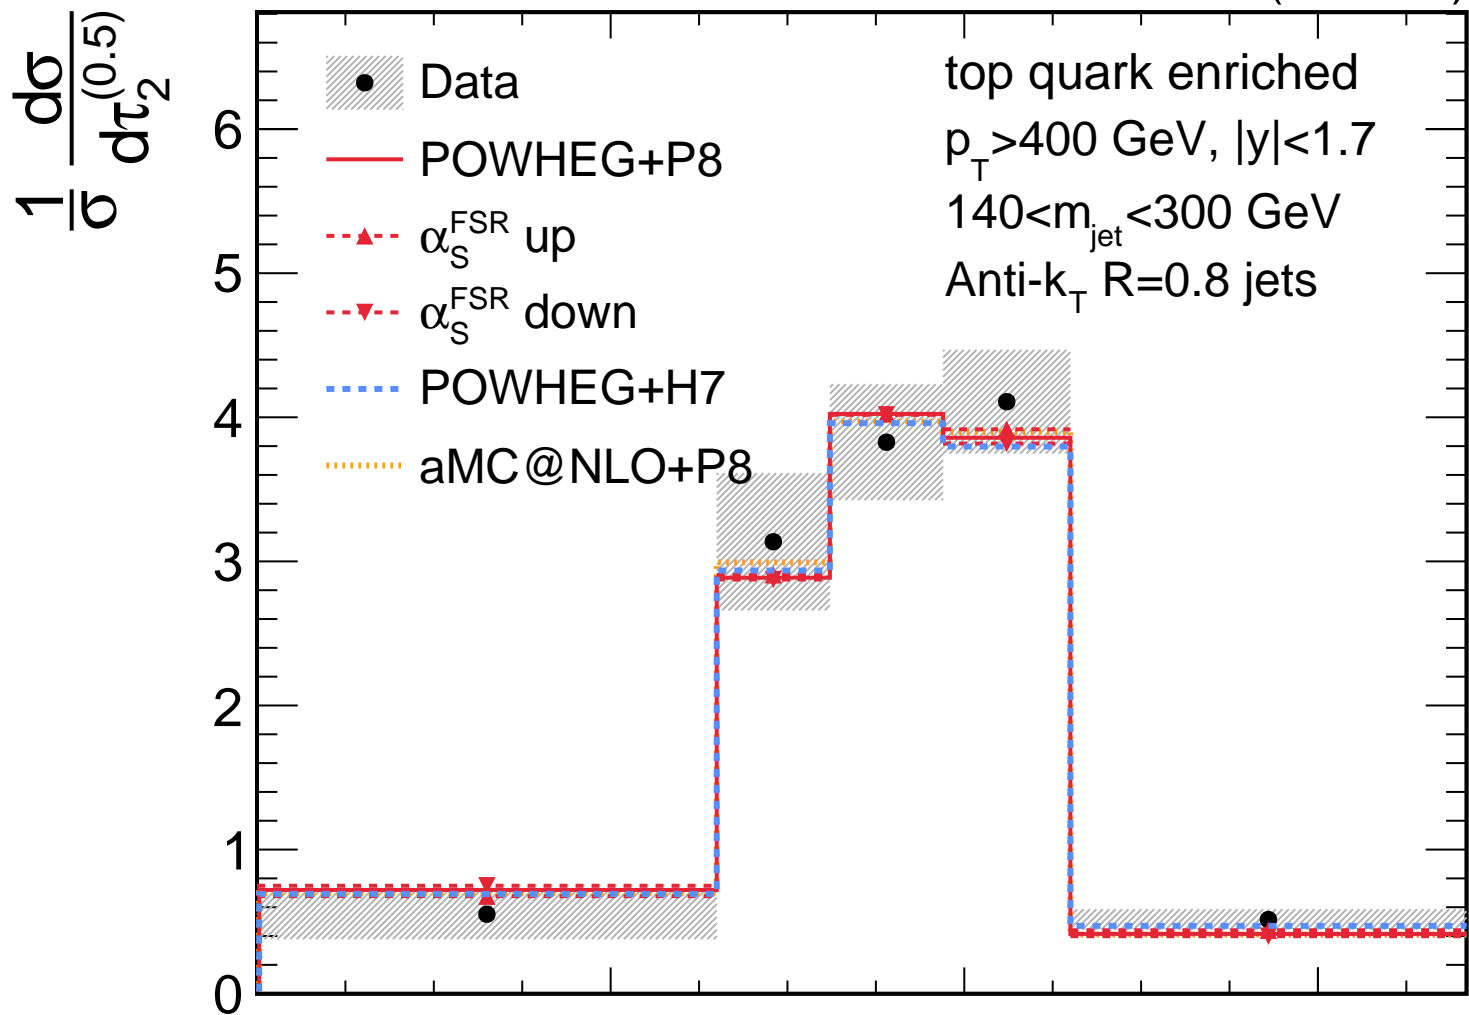 1/σ dσ/dτ₂^(0.5)
Data
POWHEG+P8
α_S^FSR up
α_S^FSR down
POWHEG+H7
aMC@NLO+P8
top quark enriched
p_T>400 GeV, |y|<1.7
140<m_jet<300 GeV
Anti-k_T R=0.8 jets
6
5
4
3
2
1
0